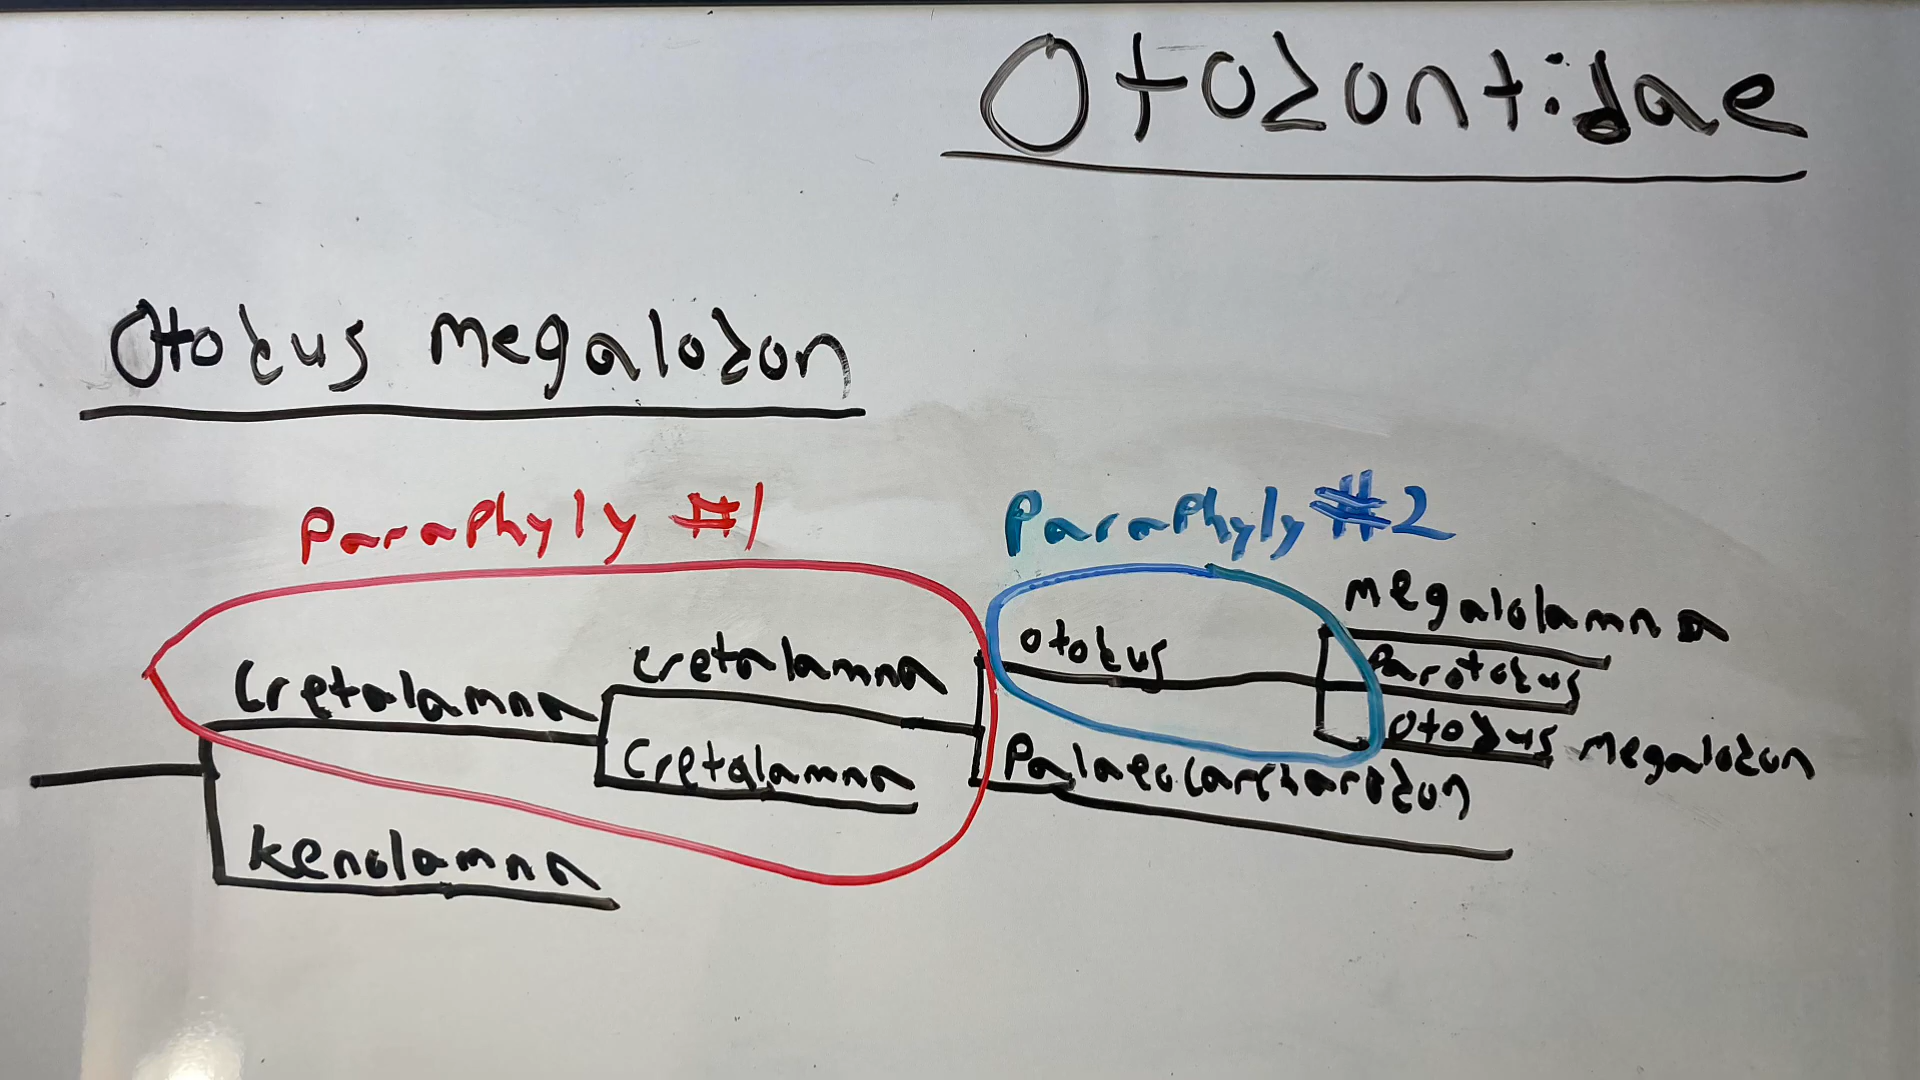 Otodontidae
Otodus megalodon
Paraphyly #1
Paraphyly #2
Megalolamna
cretalamna
otodus
Parotodus
Cretalamna
Otodus Megalodon
Cretalamna
Palaeocarcharodon
kenolamna